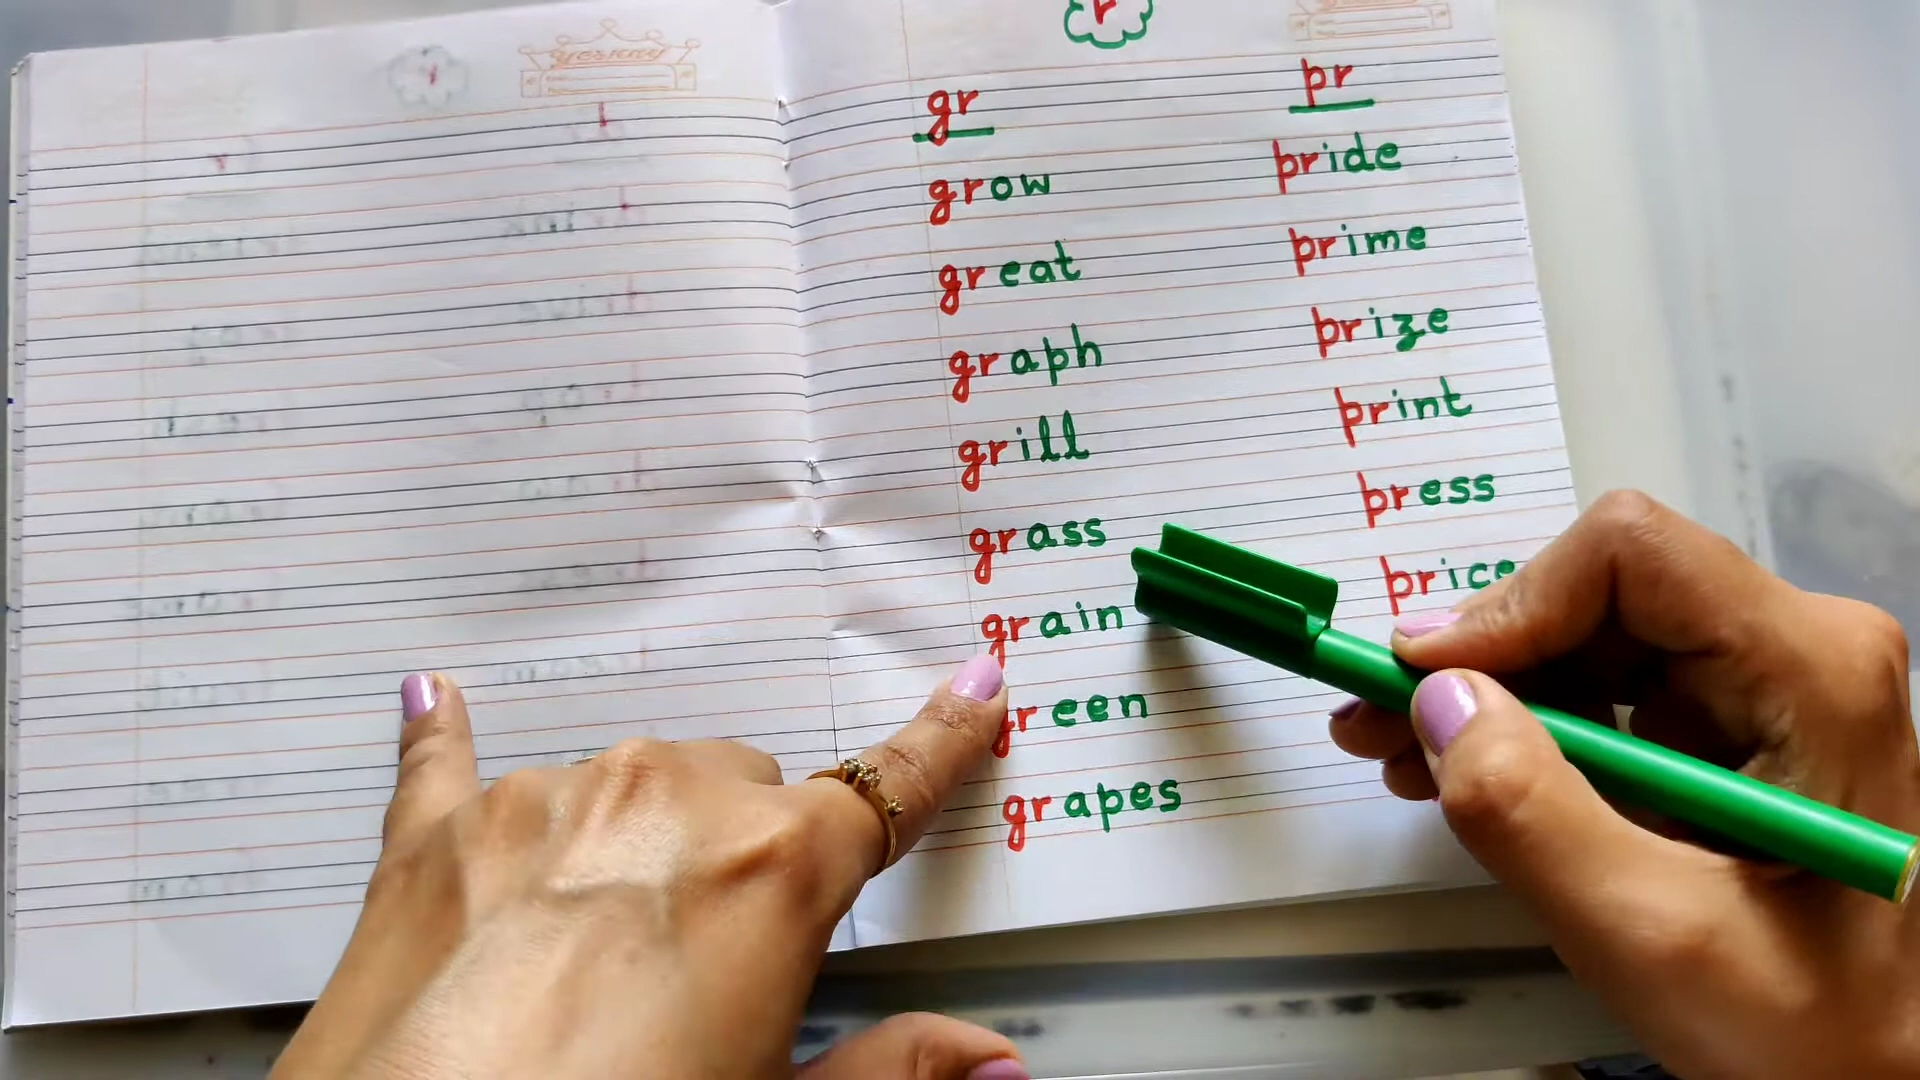 r
gr
grow
great
graph
grill
grass
grain
green
grapes
pr
pride
prime
prize
print
press
price